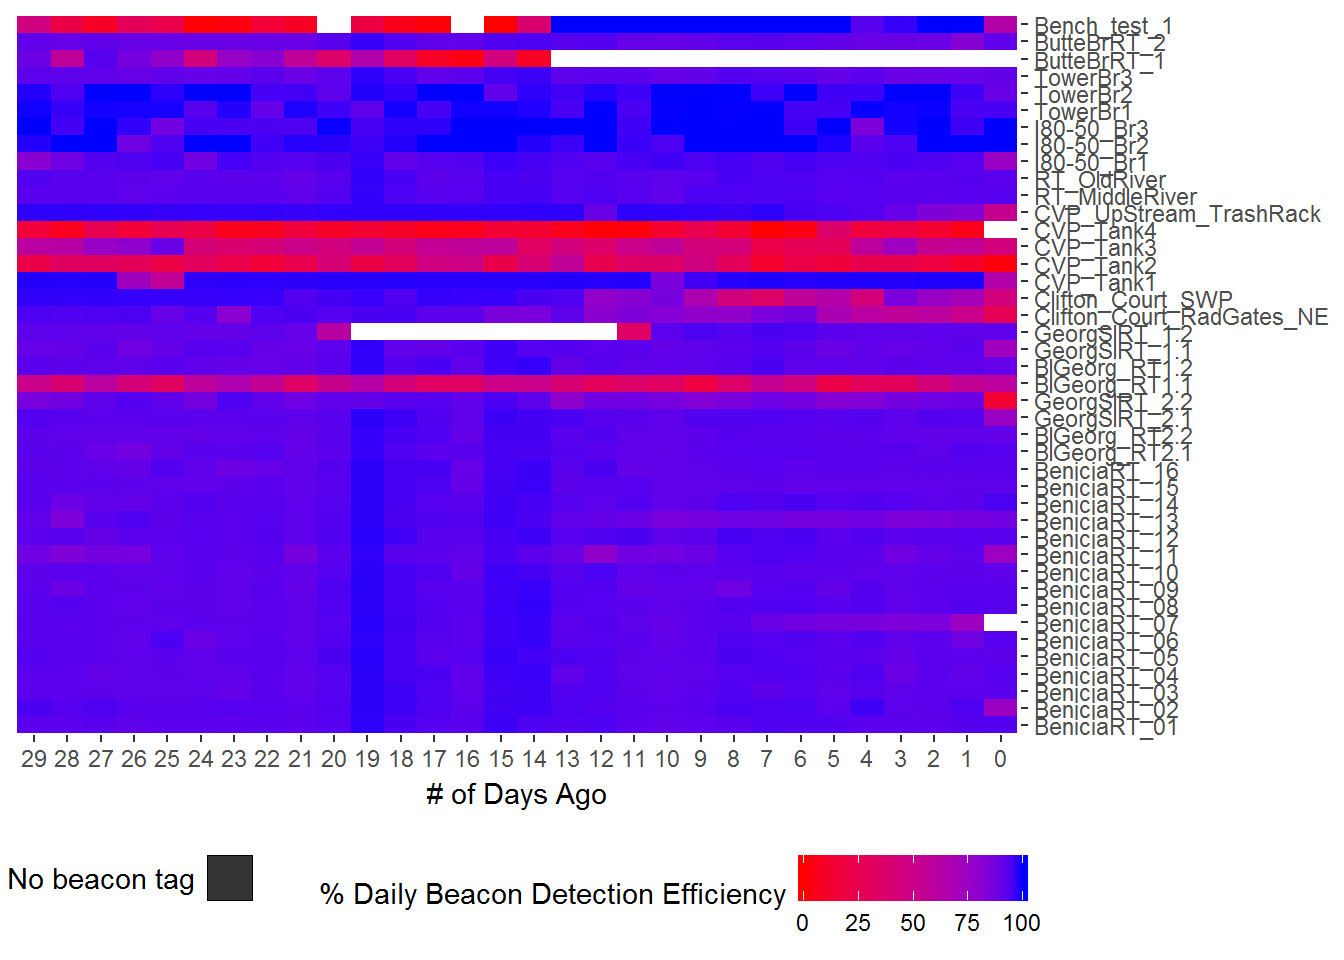 Bench_test_1
ButteBrRT_2
ButteBrRT_1
TowerBr3
TowerBr2
TowerBr1
I80-50_Br3
I80-50_Br2
I80-50_Br1
RT_OldRiver
RT_MiddleRiver
CVP_UpStream_TrashRack
CVP_Tank4
CVP_Tank3
CVP_Tank2
CVP_Tank1
Clifton_Court_SWP
Clifton_Court_RadGates_NE
GeorgSlRT_1.2
GeorgSlRT_1.1
BlGeorg_RT1.2
BlGeorg_RT1.1
GeorgSlRT_2.2
GeorgSlRT_2.1
BlGeorg_RT2.2
BlGeorg_RT2.1
BeniciaRT_16
BeniciaRT_15
BeniciaRT_14
BeniciaRT_13
BeniciaRT_12
BeniciaRT_11
BeniciaRT_10
BeniciaRT_09
BeniciaRT_08
BeniciaRT_07
BeniciaRT_06
BeniciaRT_05
BeniciaRT_04
BeniciaRT_03
BeniciaRT_02
BeniciaRT_01
29 28 27 26 25 24 23 22 21 20 19 18 17 16 15 14 13 12 11 10 9 8 7 6 5 4 3 2 1 0
# of Days Ago
No beacon tag
% Daily Beacon Detection Efficiency
0 25 50 75 100